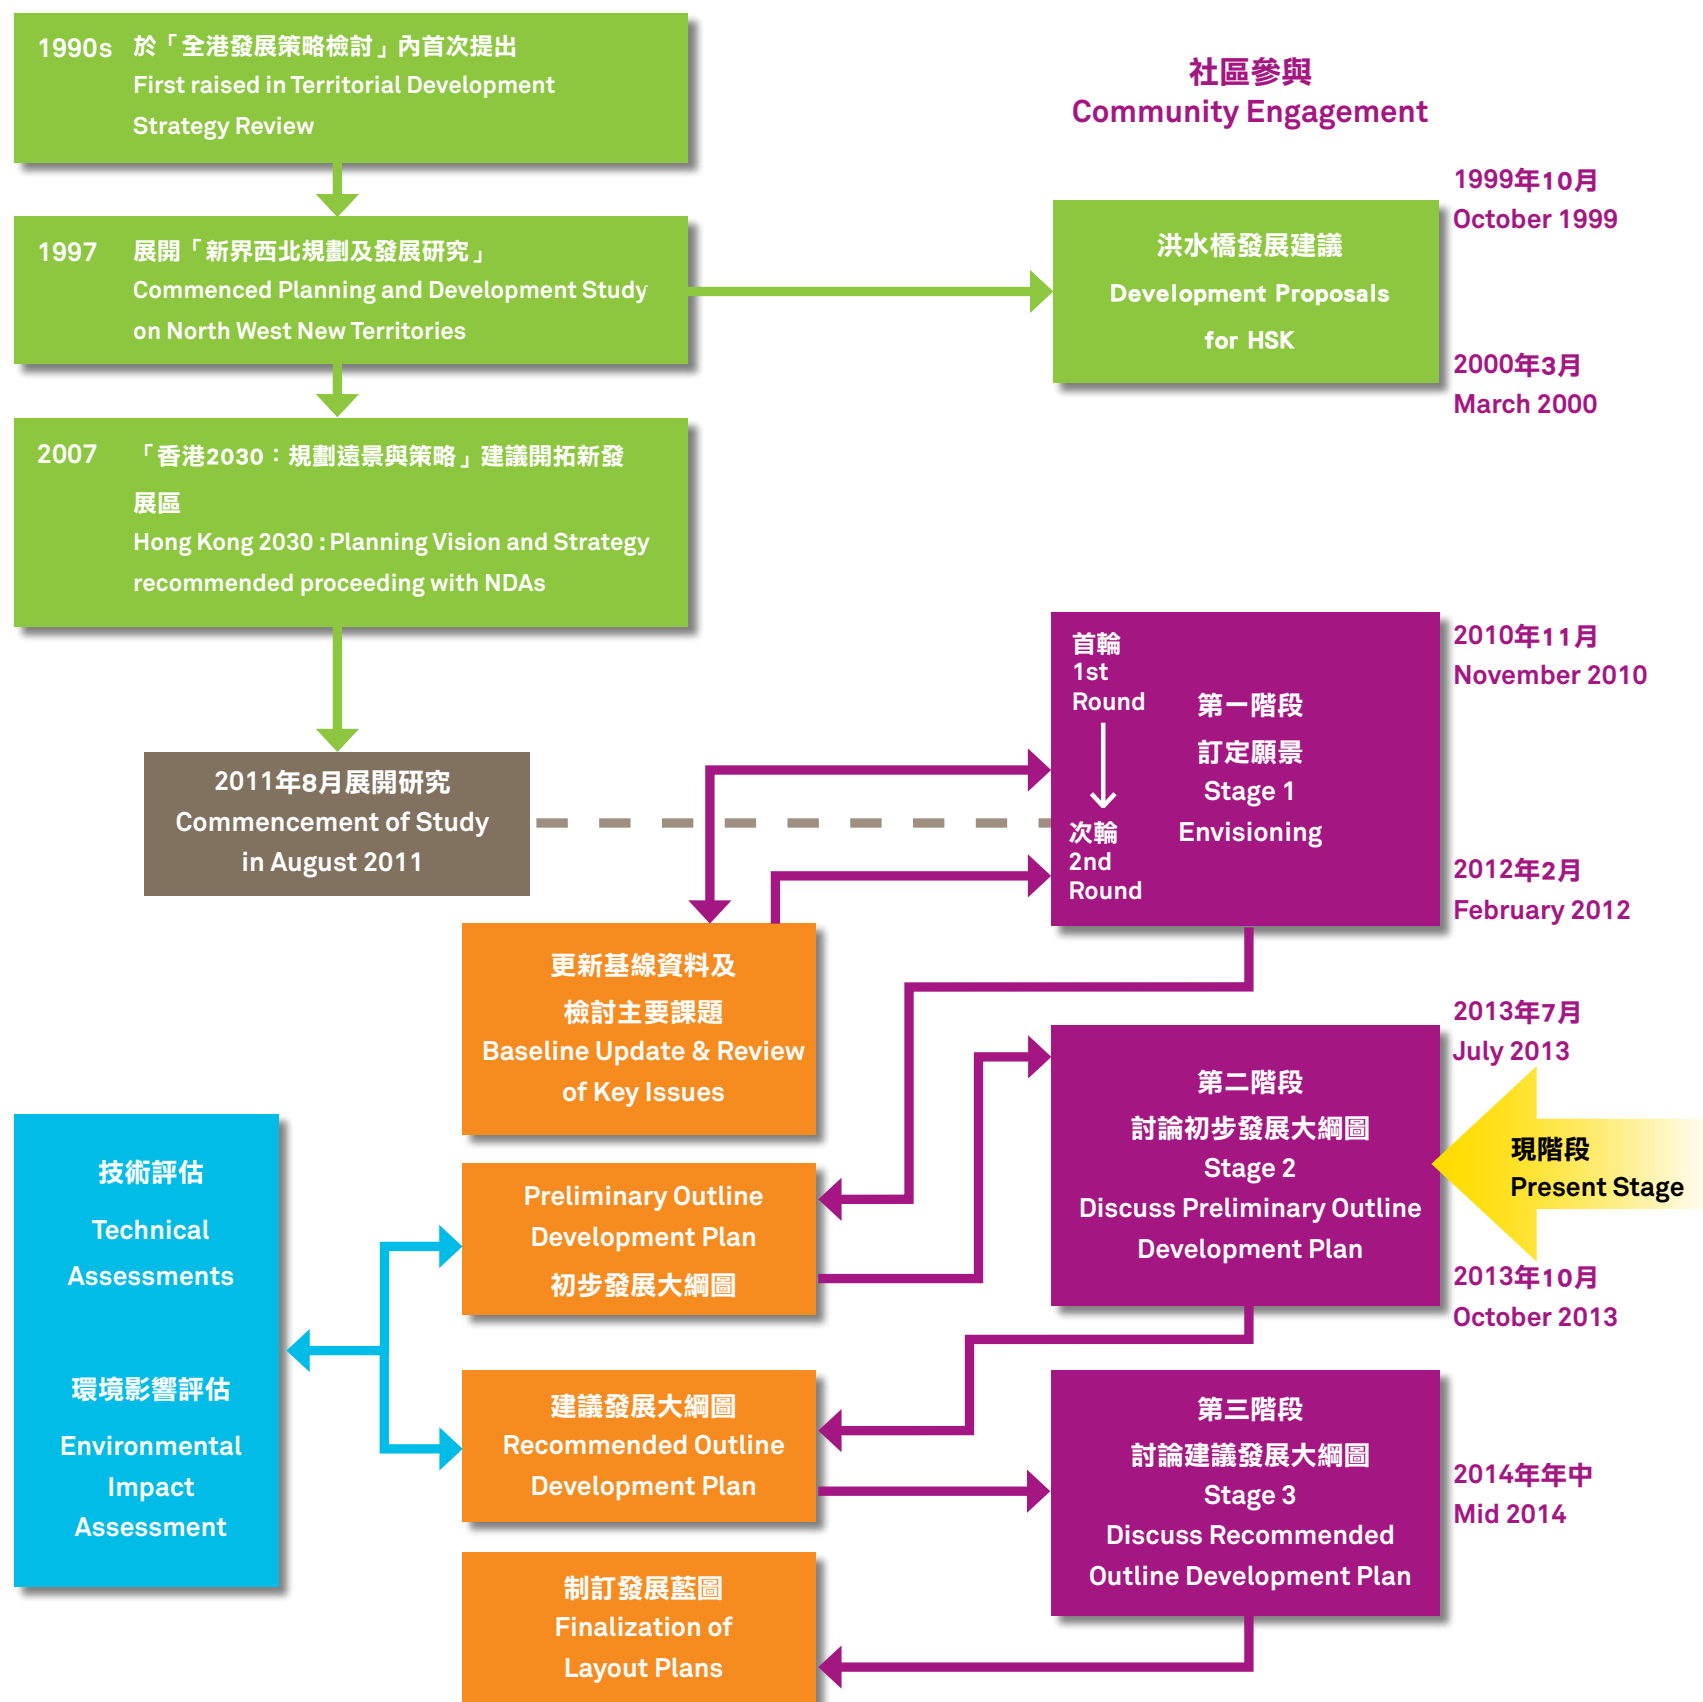 1990s 於「全港發展策略檢討」內首次提出
First raised in Territorial Development
Strategy Review
1997 展開「新界西北規劃及發展研究」
Commenced Planning and Development Study
on North West New Territories
2007 「香港2030：規劃遠景與策略」建議開拓新發
展區
Hong Kong 2030 : Planning Vision and Strategy
recommended proceeding with NDAs
2011年8月展開研究
Commencement of Study
in August 2011
社區參與
Community Engagement
1999年10月
October 1999
洪水橋發展建議
Development Proposals
for HSK
2000年3月
March 2000
2010年11月
November 2010
首輪
1st
Round
次輪
2nd
Round
第一階段
訂定願景
Stage 1
Envisioning
2012年2月
February 2012
更新基線資料及
檢討主要課題
Baseline Update & Review
of Key Issues
2013年7月
July 2013
第二階段
討論初步發展大綱圖
Stage 2
Discuss Preliminary Outline
Development Plan
現階段
Present Stage
2013年10月
October 2013
技術評估
Technical
Assessments
環境影響評估
Environmental
Impact
Assessment
Preliminary Outline
Development Plan
初步發展大綱圖
建議發展大綱圖
Recommended Outline
Development Plan
第三階段
討論建議發展大綱圖
Stage 3
Discuss Recommended
Outline Development Plan
2014年年中
Mid 2014
制訂發展藍圖
Finalization of
Layout Plans